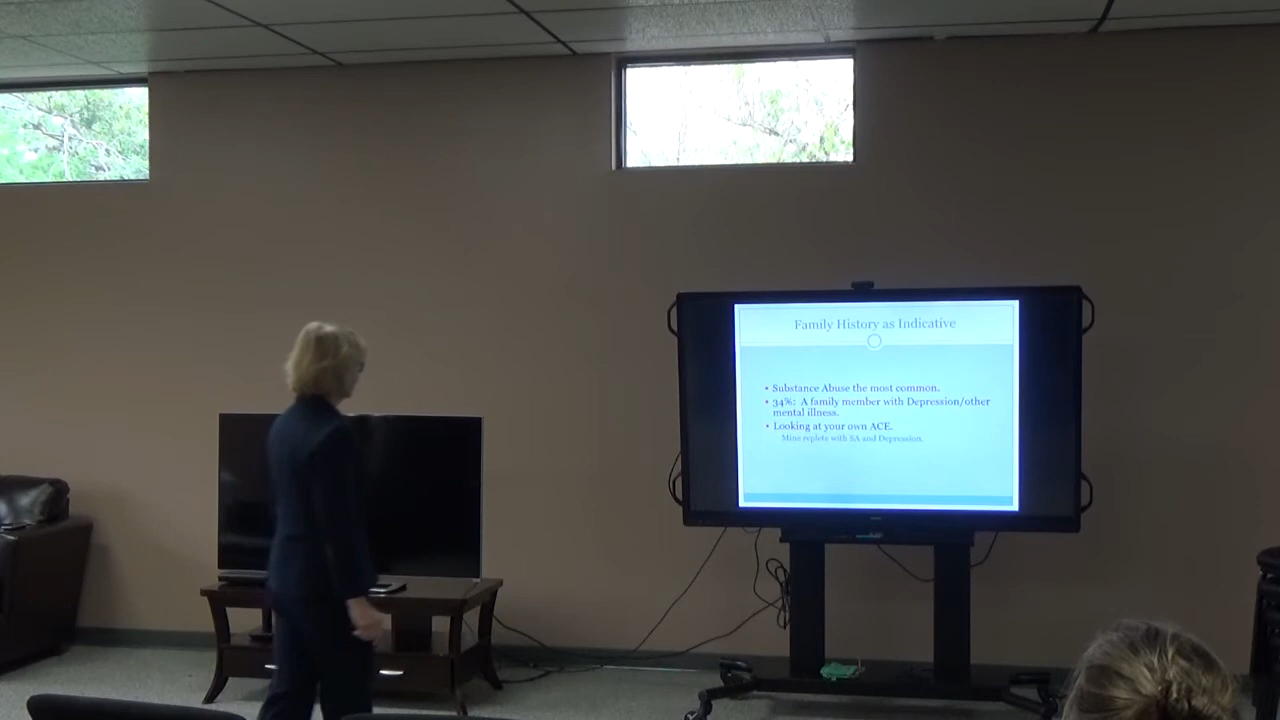 Family History as Indicative
• Substance Abuse the most common.
• 34%: A family member with Depression/other
mental illness.
• Looking at your own ACE.
Mine replete with SA and Depression.